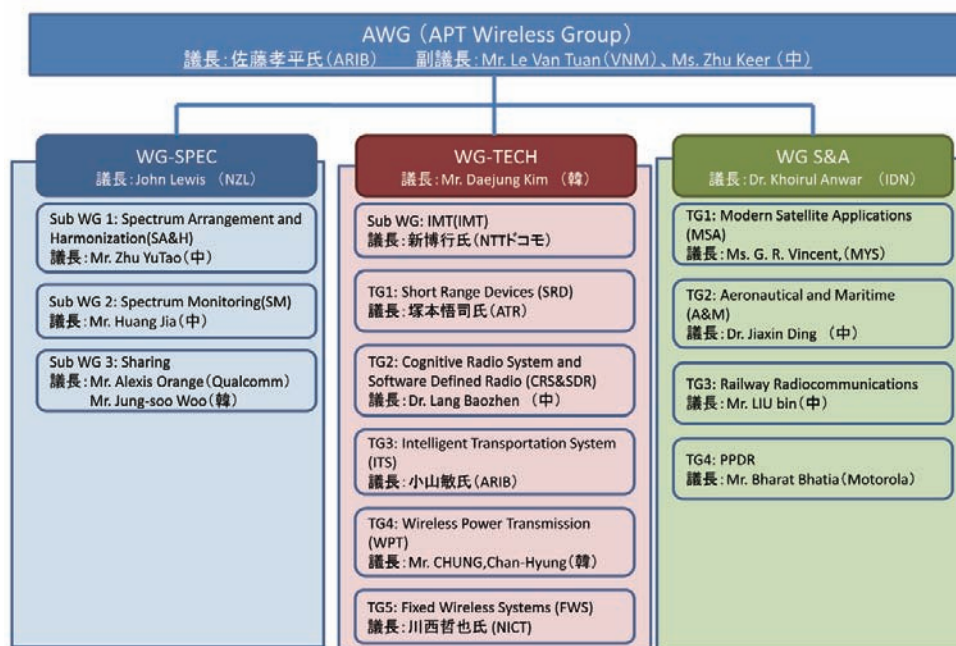 AWG (APT Wireless Group)
議長：佐藤孝平氏(ARIB) 副議長：Mr. Le Van Tuan(VNM)、Ms. Zhu Keer (中)
WG-SPEC
議長：John Lewis (NZL)
Sub WG 1: Spectrum Arrangement and
Harmonization(SA&H)
議長：Mr. Zhu YuTao(中)
Sub WG 2: Spectrum Monitoring(SM)
議長：Mr. Huang Jia(中)
Sub WG 3: Sharing
議長：Mr. Alexis Orange(Qualcomm)
Mr. Jung-soo Woo(韓)
WG-TECH
議長：Mr. Daejung Kim (韓)
Sub WG: IMT(IMT)
議長：新博行氏(NTTドコモ)
TG1: Short Range Devices (SRD)
議長：塚本悟司氏(ATR)
TG2: Cognitive Radio System and
Software Defined Radio (CRS&SDR)
議長：Dr. Lang Baozhen (中)
TG3: Intelligent Transportation System
(ITS)
議長：小山敏氏(ARIB)
TG4: Wireless Power Transmission
(WPT)
議長：Mr. CHUNG,Chan-Hyung(韓)
TG5: Fixed Wireless Systems (FWS)
議長：川西哲也氏 (NICT)
WG S&A
議長：Dr. Khoirul Anwar (IDN)
TG1: Modern Satellite Applications
(MSA)
議長：Ms. G. R. Vincent, (MYS)
TG2: Aeronautical and Maritime
(A&M)
議長：Dr. Jiaxin Ding (中)
TG3: Railway Radiocommunications
議長：Mr. LIU bin(中)
TG4: PPDR
議長：Mr. Bharat Bhatia(Motorola)